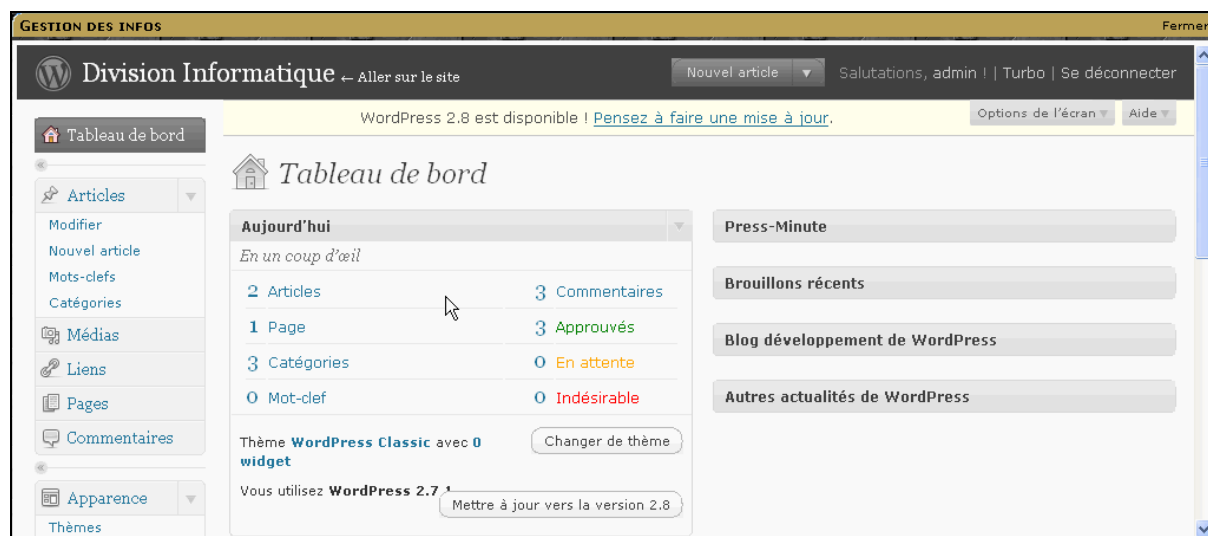 GESTION DES INFOS
Fermer
Division Informatique ← Aller sur le site
Nouvel article
Salutations, admin ! | Turbo | Se déconnecter
WordPress 2.8 est disponible ! Pensez à faire une mise à jour.
Options de l'écran
Aide
Tableau de bord
Articles
Modifier
Nouvel article
Mots-clefs
Catégories
Médias
Liens
Pages
Commentaires
Apparence
Thèmes
Tableau de bord
Aujourd'hui
En un coup d'œil
2 Articles
3 Commentaires
1 Page
3 Approuvés
3 Catégories
0 En attente
0 Mot-clef
0 Indésirable
Thème WordPress Classic avec 0
widget
Changer de thème
Vous utilisez WordPress 2.7.1
Mettre à jour vers la version 2.8
Press-Minute
Brouillons récents
Blog développement de WordPress
Autres actualités de WordPress